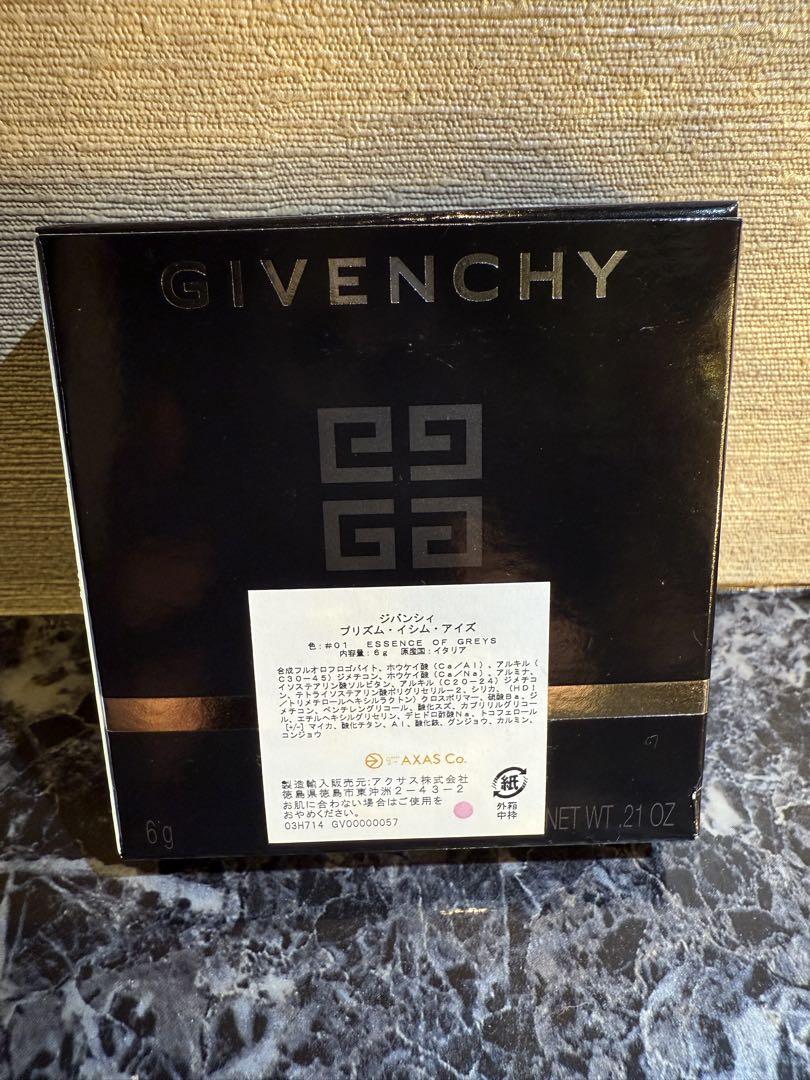 GIVENCHY
ジバンシィ
プリズム・イシム・アイズ
色:#01 ESSENCE OF GREYS
内容量:6g 原産国:イタリア
合成フルオロフロゴパイト、ホウケイ酸(Ca/Al)、アルキル(
C30-45)ジメチコン、ホウケイ酸(Ca/Na)、アルミナ、
イソステアリン酸ソルビタン、アルキル(C20-24)ジメチコ
ン、テトライソステアリン酸ポリグリセリル-2、シリカ、(HDI
/トリメチロールヘキシルラクトン)クロスポリマー、硫酸Ba、ジ
メチコン、ペンチレングリコール、酸化スズ、カプリリルグリコー
ル、エチルヘキシルグリセリン、デヒドロ酢酸Na、トコフェロール
[+/-]マイカ、酸化チタン、Al、酸化鉄、グンジョウ、カルミン、
コンジョウ
AXAS Co.
製造輸入販売元:アクサス株式会社
徳島県徳島市東沖洲2-43-2
お肌に合わない場合はご使用を
おやめください。
03H714 GV00000057
紙
外箱
中枠
6 g
NET WT .21 OZ